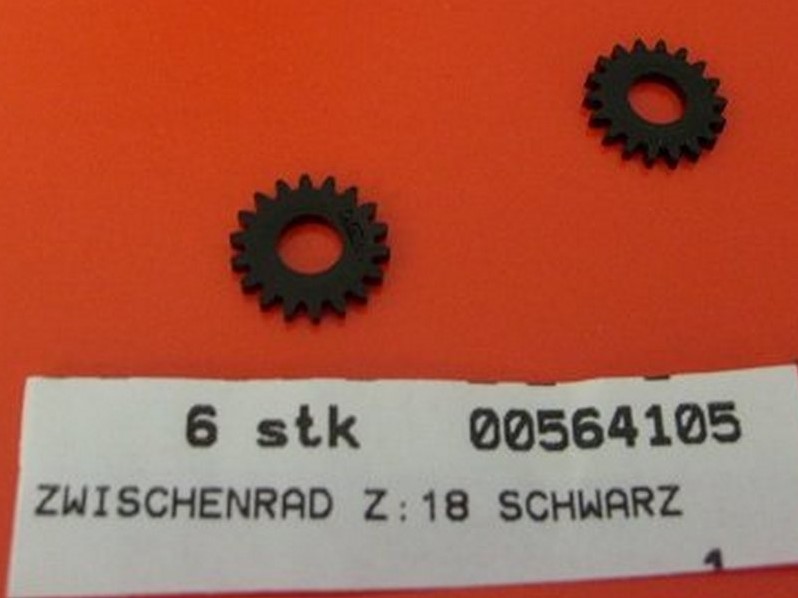 6 stk 00564105
ZWISCHENRAD Z:18 SCHWARZ
1